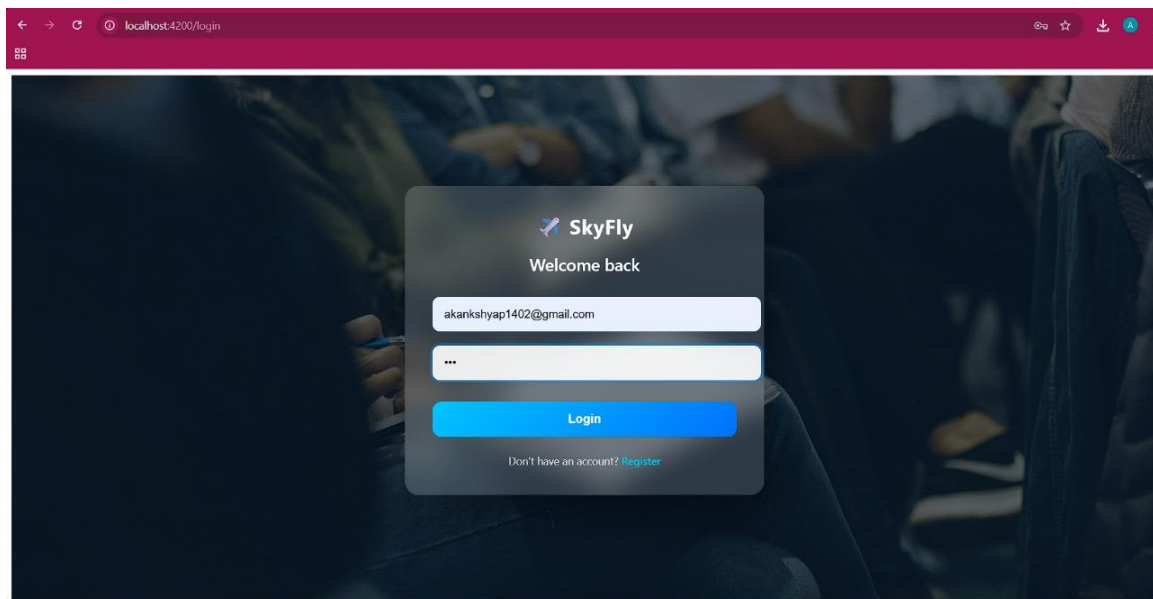 localhost:4200/login
A
SkyFly
Welcome back
akankshyap1402@gmail.com
•••
Login
Don't have an account? Register